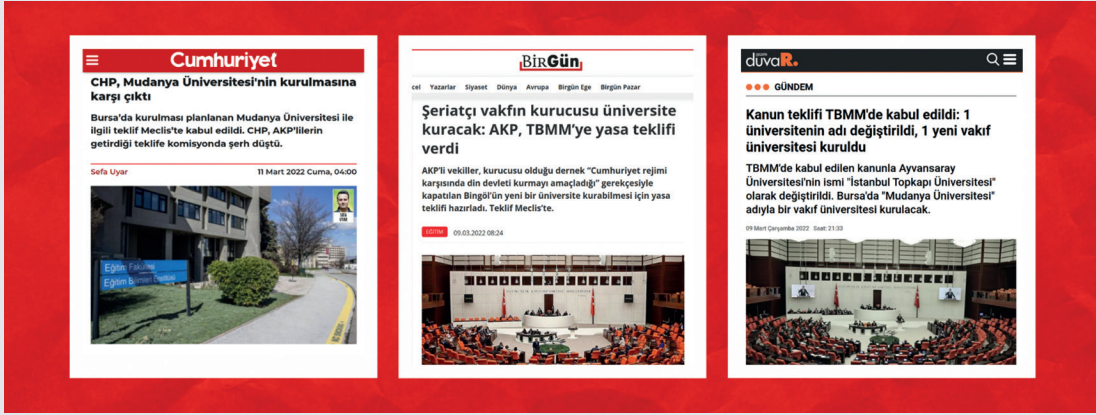 Cumhuriyet
CHP, Mudanya Üniversitesi'nin kurulmasına
karşı çıktı
Bursa'da kurulması planlanan Mudanya Üniversitesi ile
ilgili teklif Meclis'te kabul edildi. CHP, AKP'lilerin
getirdiği teklife komisyonda şerh düştü.
Sefa Uyar
11 Mart 2022 Cuma, 04:00
SEFA
UYAR
Eğitim Fakültesi
Eğitim Bilimleri Enstitüsü
BirGün
cel Yazarlar Siyaset Dünya Avrupa Birgün Ege Birgün Pazar
Şeriatçı vakfın kurucusu üniversite
kuracak: AKP, TBMM'ye yasa teklifi
verdi
AKP'li vekiller, kurucusu olduğu dernek "Cumhuriyet rejimi
karşısında din devleti kurmayı amaçladığı" gerekçesiyle
kapatılan Bingöl'ün yeni bir üniversite kurabilmesi için yasa
teklifi hazırladı. Teklif Meclis'te.
EĞİTİM
09.03.2022 08:24
gazete
duvaR.
GÜNDEM
Kanun teklifi TBMM'de kabul edildi: 1
üniversitenin adı değiştirildi, 1 yeni vakıf
üniversitesi kuruldu
TBMM'de kabul edilen kanunla Ayvansaray
Üniversitesi'nin ismi "İstanbul Topkapı Üniversitesi"
olarak değiştirildi. Bursa'da "Mudanya Üniversitesi"
adıyla bir vakıf üniversitesi kurulacak.
09 Mart Çarşamba 2022 Saat: 21:33